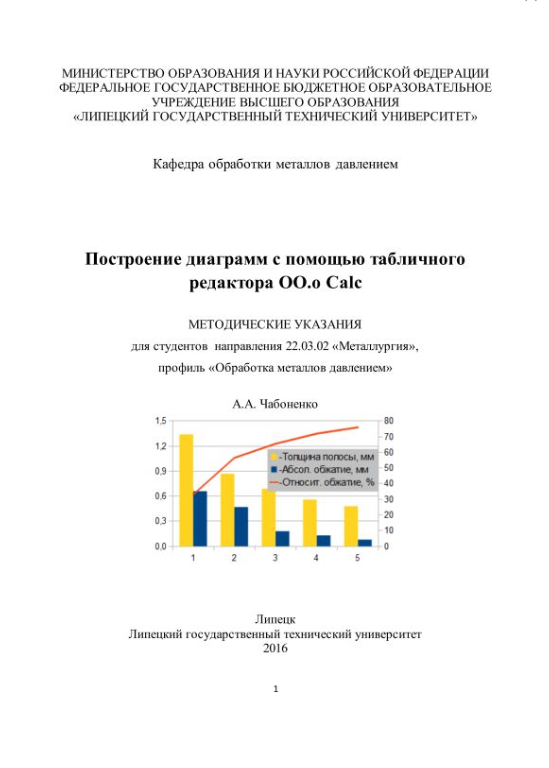 МИНИСТЕРСТВО ОБРАЗОВАНИЯ И НАУКИ РОССИЙСКОЙ ФЕДЕРАЦИИ
ФЕДЕРАЛЬНОЕ ГОСУДАРСТВЕННОЕ БЮДЖЕТНОЕ ОБРАЗОВАТЕЛЬНОЕ
УЧРЕЖДЕНИЕ ВЫСШЕГО ОБРАЗОВАНИЯ
«ЛИПЕЦКИЙ ГОСУДАРСТВЕННЫЙ ТЕХНИЧЕСКИЙ УНИВЕРСИТЕТ»
Кафедра обработки металлов давлением
Построение диаграмм с помощью табличного
редактора OO.o Calc
МЕТОДИЧЕСКИЕ УКАЗАНИЯ
для студентов направления 22.03.02 «Металлургия»,
профиль «Обработка металлов давлением»
А.А. Чабоненко
1,5 80
70
1,2
60
-Толщина полосы, мм
0,9 50
-Абсол. обжатие, мм
40
-Относит. обжатие, %
0,6 30
0,3 20
10
0,0 0
1 2 3 4 5
Липецк
Липецкий государственный технический университет
2016
1